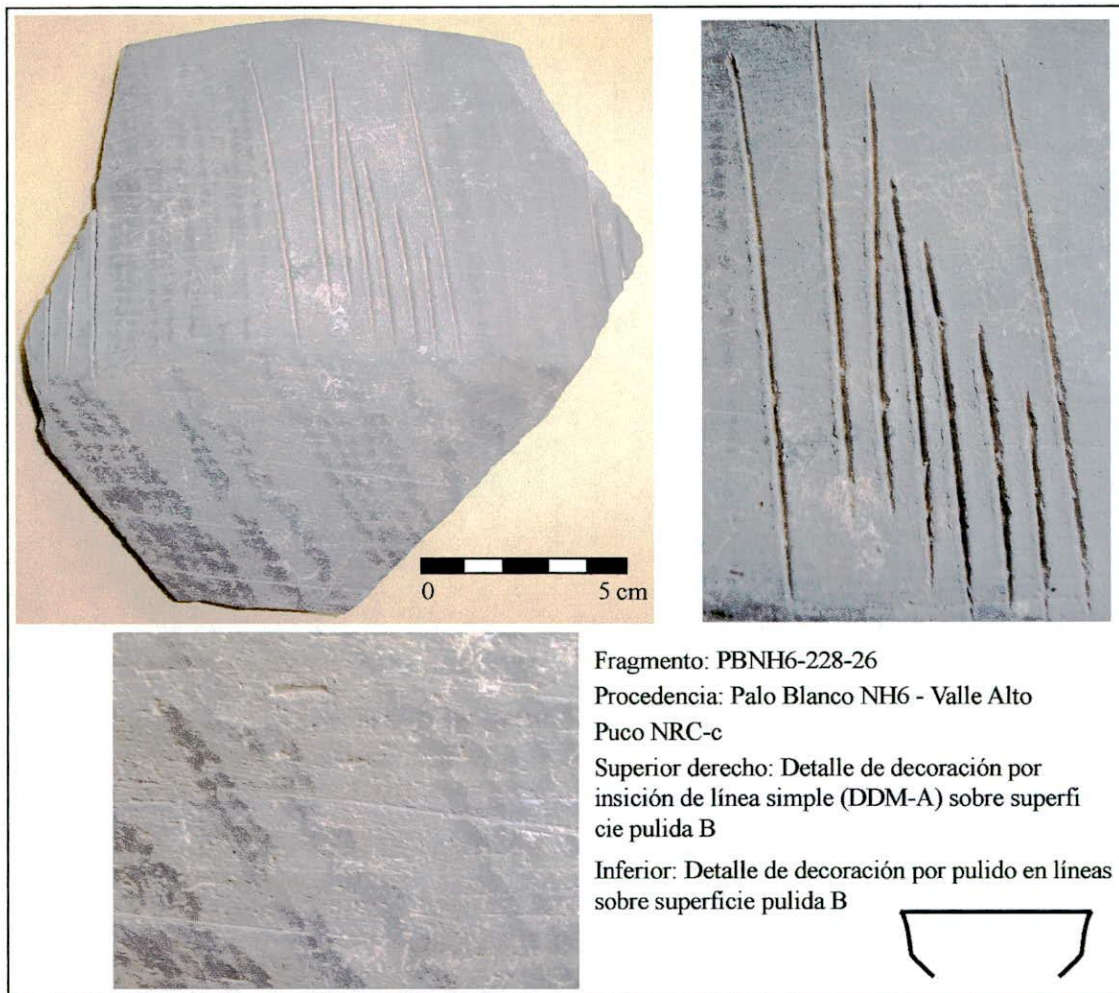 0 5 cm
Fragmento: PBNH6-228-26
Procedencia: Palo Blanco NH6 - Valle Alto
Puco NRC-c
Superior derecho: Detalle de decoración por
insición de línea simple (DDM-A) sobre superfi
cie pulida B
Inferior: Detalle de decoración por pulido en líneas
sobre superficie pulida B